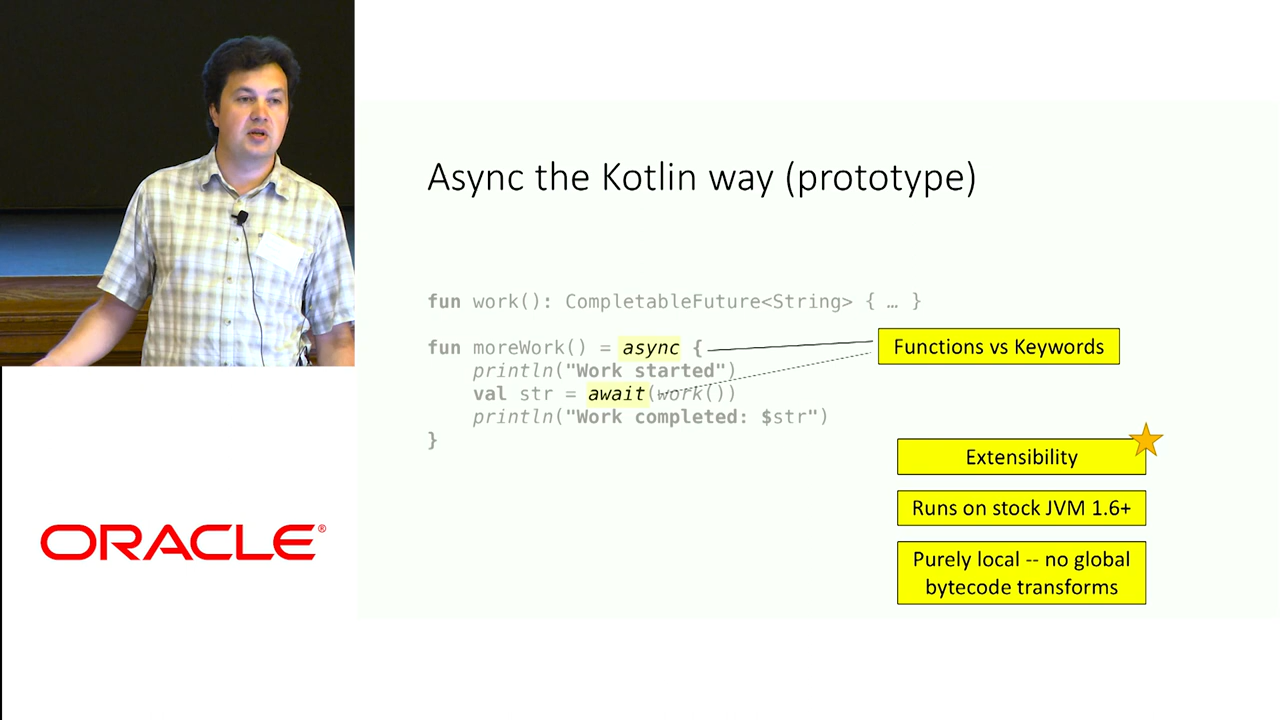 Async the Kotlin way (prototype)
fun work(): CompletableFuture<String> { … }
fun moreWork() = async {
println("Work started")
val str = await(work())
println("Work completed: $str")
}
Functions vs Keywords
Extensibility
Runs on stock JVM 1.6+
Purely local -- no global
bytecode transforms
ORACLE®